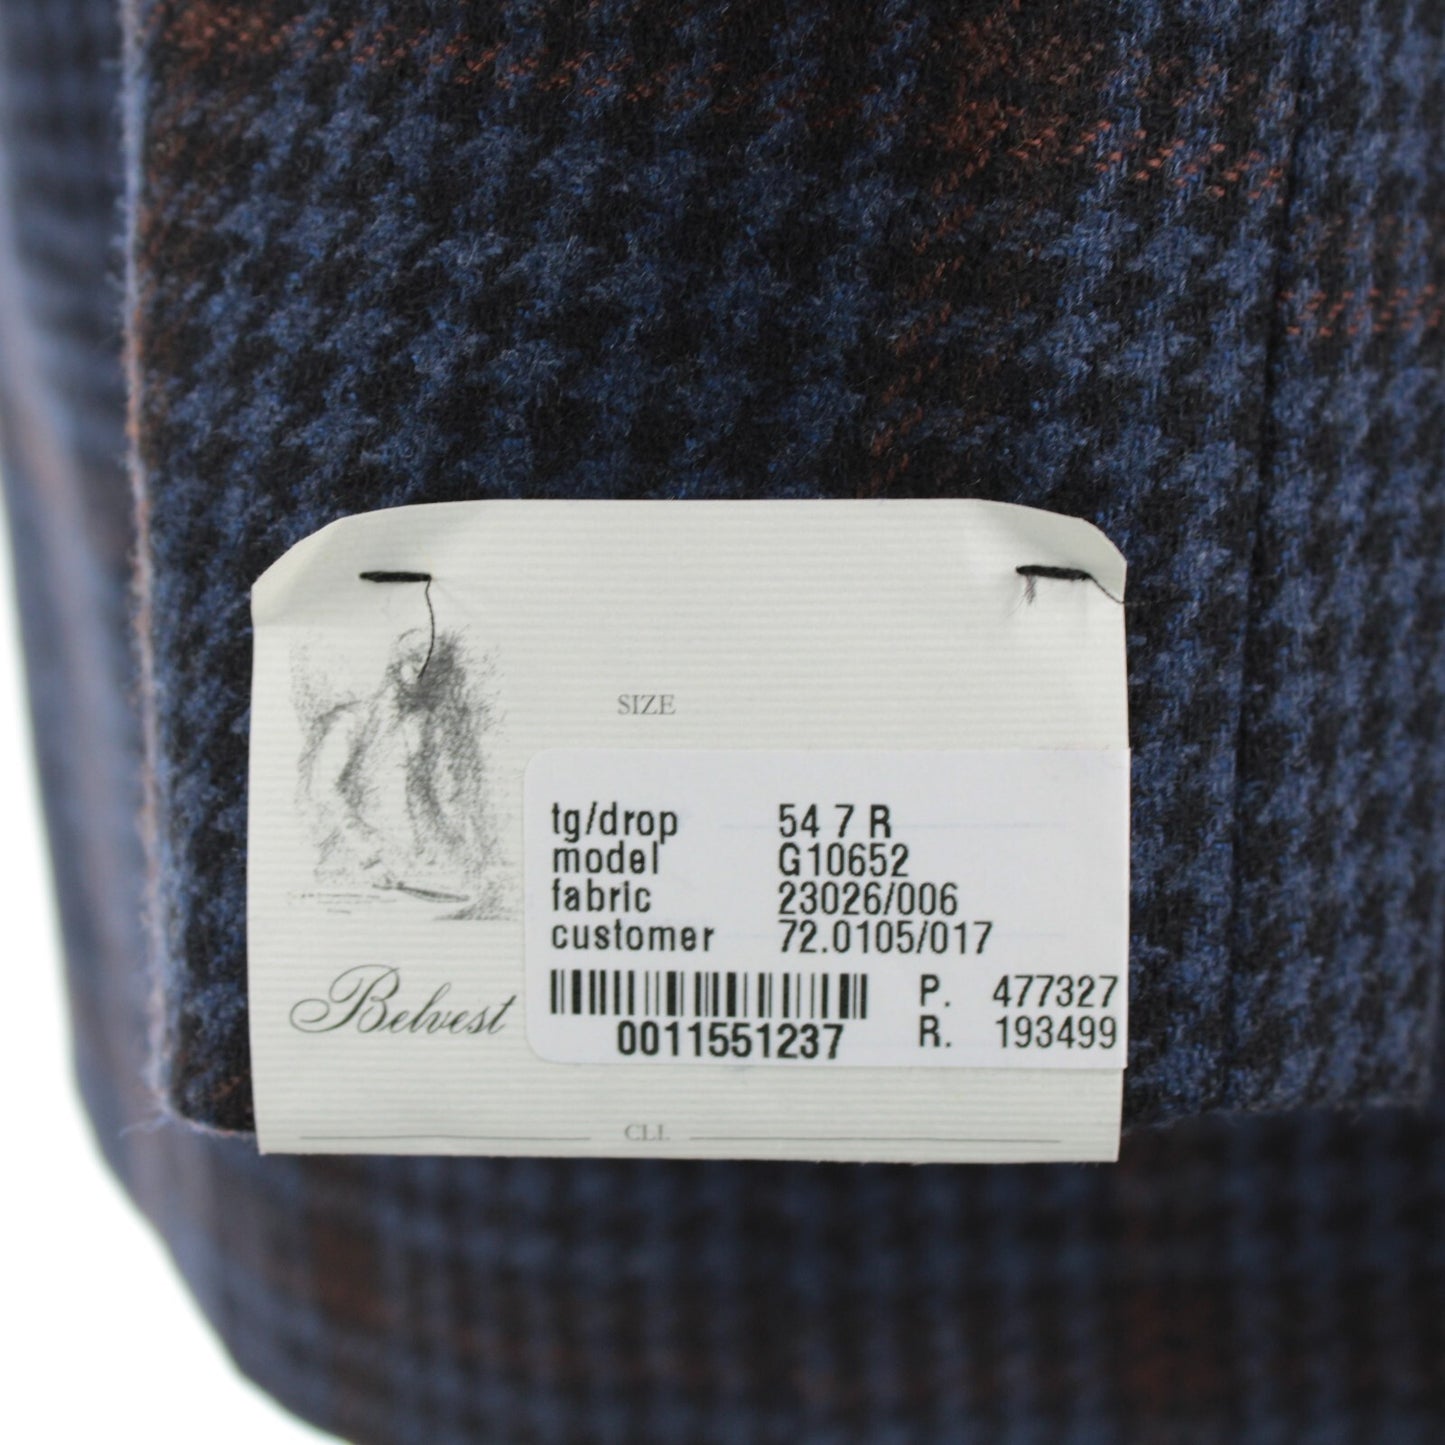 SIZE
tg/drop 54 7 R
model G10652
fabric 23026/006
customer 72.0105/017
P. 477327
0011551237 R. 193499
Belvest
CLI.